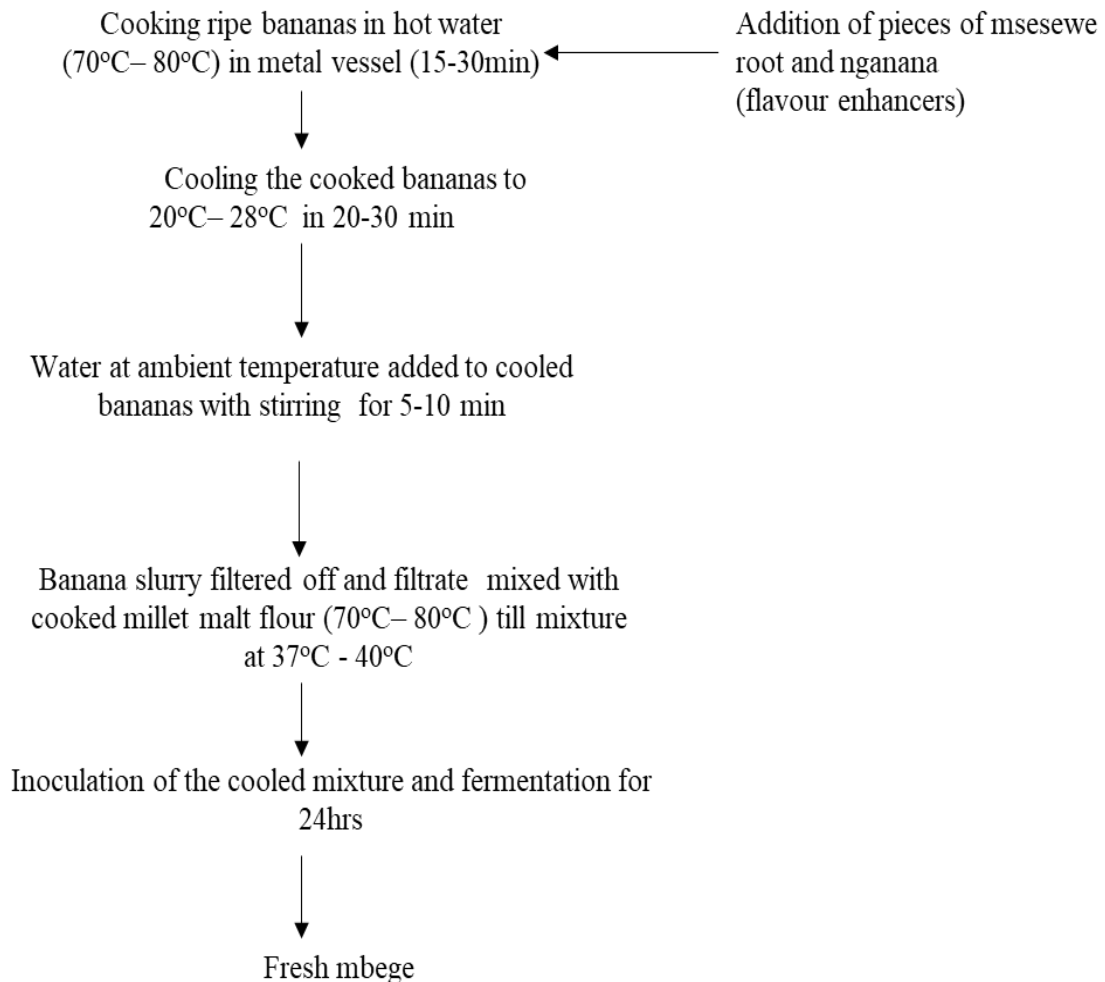 Cooking ripe bananas in hot water
(70°C– 80°C) in metal vessel (15-30min)
Addition of pieces of msesewe
root and nganana
(flavour enhancers)
Cooling the cooked bananas to
20°C– 28°C in 20-30 min
Water at ambient temperature added to cooled
bananas with stirring for 5-10 min
Banana slurry filtered off and filtrate mixed with
cooked millet malt flour (70°C– 80°C ) till mixture
at 37°C - 40°C
Inoculation of the cooled mixture and fermentation for
24hrs
Fresh mbege